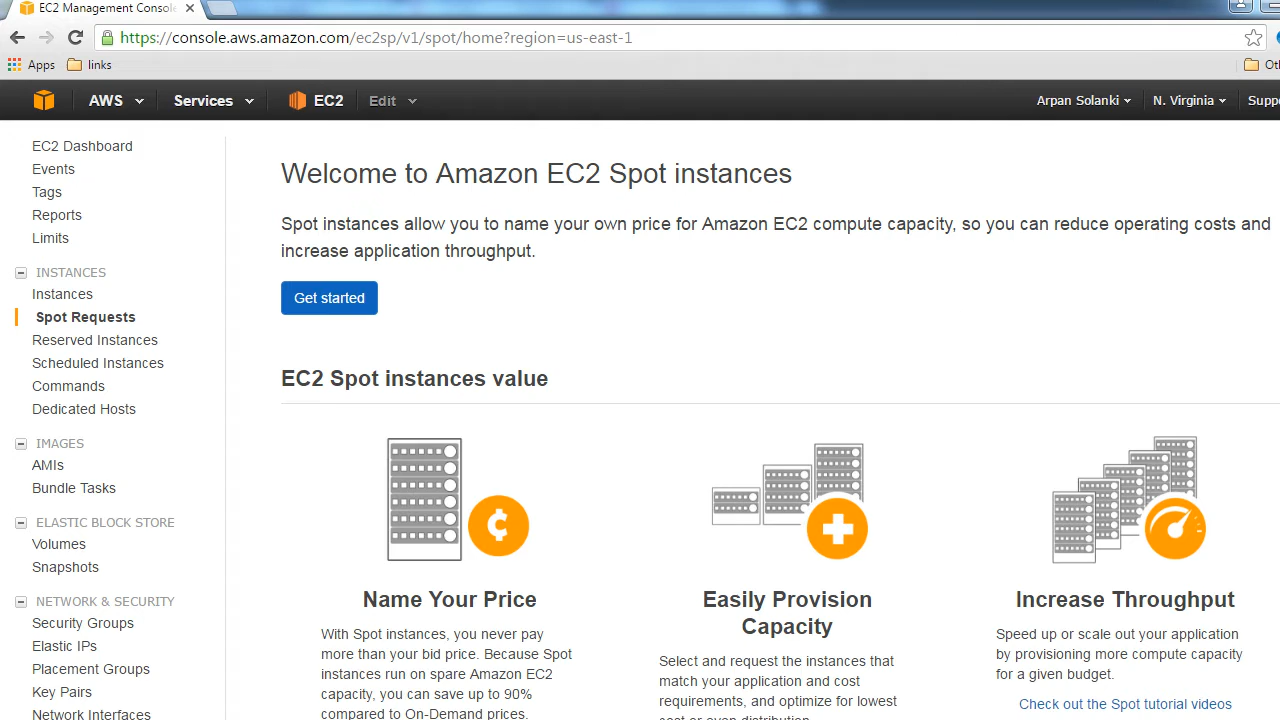 EC2 Management Console
https://console.aws.amazon.com/ec2sp/v1/spot/home?region=us-east-1
Apps links
AWS Services EC2 Edit Arpan Solanki N. Virginia
EC2 Dashboard
Events
Tags
Reports
Limits
INSTANCES
Instances
Spot Requests
Reserved Instances
Scheduled Instances
Commands
Dedicated Hosts
IMAGES
AMIs
Bundle Tasks
ELASTIC BLOCK STORE
Volumes
Snapshots
NETWORK & SECURITY
Security Groups
Elastic IPs
Placement Groups
Key Pairs
Network Interfaces
Welcome to Amazon EC2 Spot instances
Spot instances allow you to name your own price for Amazon EC2 compute capacity, so you can reduce operating costs and
increase application throughput.
Get started
EC2 Spot instances value
Name Your Price
With Spot instances, you never pay
more than your bid price. Because Spot
instances run on spare Amazon EC2
capacity, you can save up to 90%
compared to On-Demand prices.
Easily Provision
Capacity
Select and request the instances that
match your application and cost
requirements, and optimize for lowest
cost or even distribution
Increase Throughput
Speed up or scale out your application
by provisioning more compute capacity
for a given budget.
Check out the Spot tutorial videos